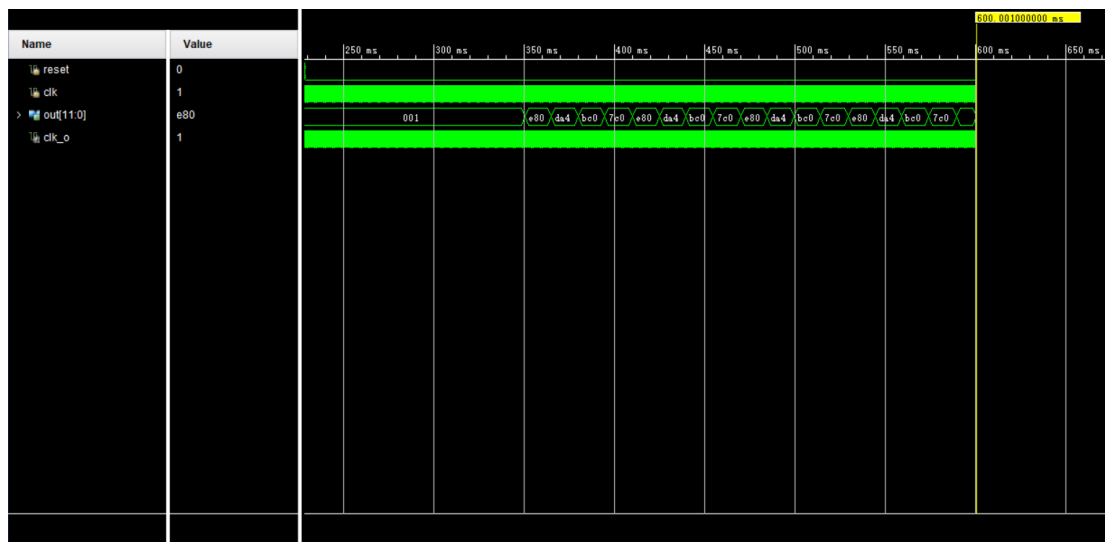 600.001000000 ms
Name Value
250 ms 300 ms 350 ms 400 ms 450 ms 500 ms 550 ms 600 ms 650 ms
reset 0
clk 1
> out[11:0] e80 001 e80 da4 bc0 7c0 e80 da4 bc0 7c0 e80 da4 bc0 7c0 e80 da4 bc0 7c0
clk_o 1